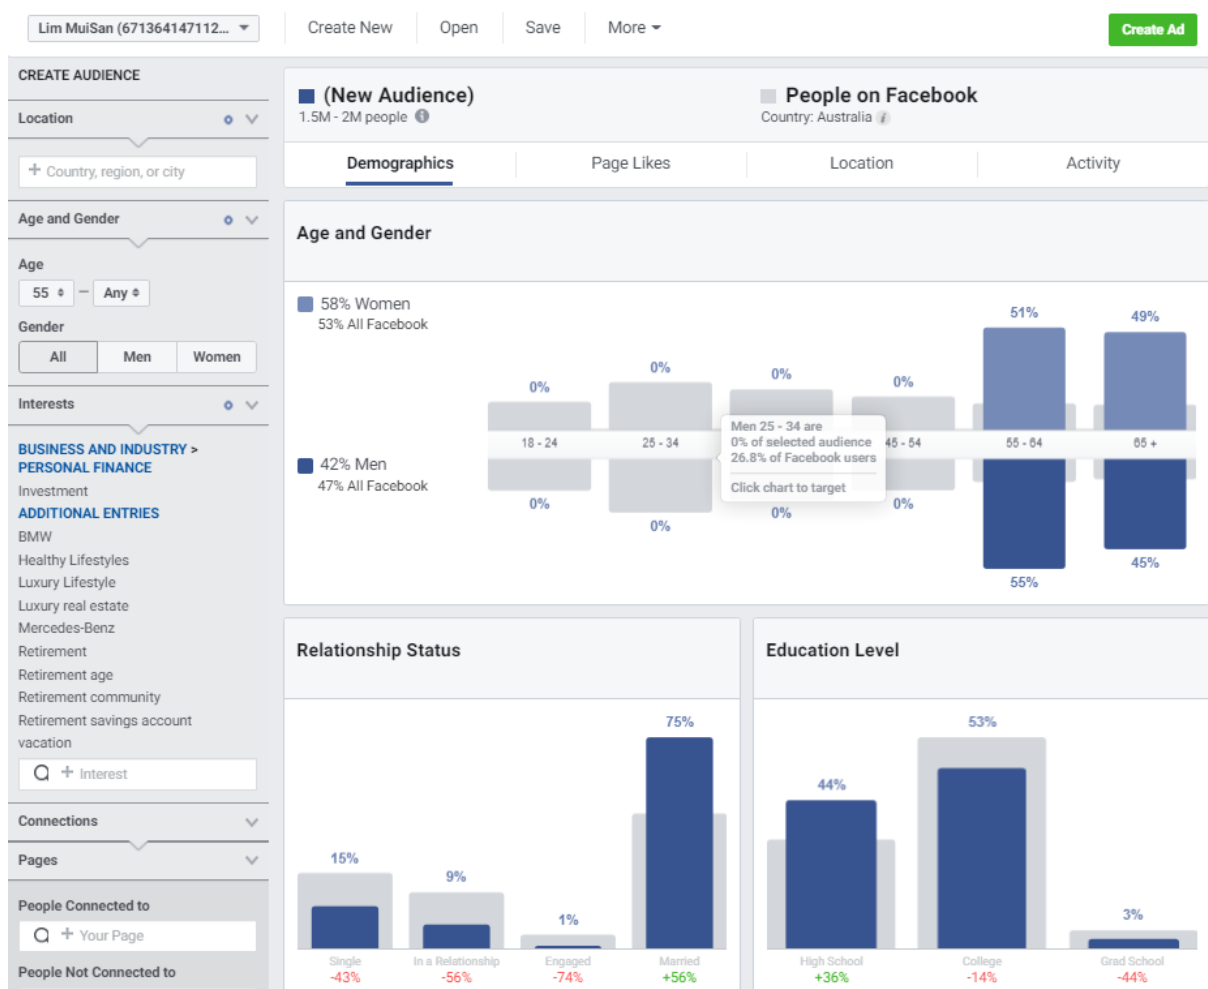 Lim MuiSan (671364147112...
Create New
Open
Save
More
Create Ad
CREATE AUDIENCE
Location
+ Country, region, or city
Age and Gender
Age
55 — Any
Gender
All Men Women
Interests
BUSINESS AND INDUSTRY >
PERSONAL FINANCE
Investment
ADDITIONAL ENTRIES
BMW
Healthy Lifestyles
Luxury Lifestyle
Luxury real estate
Mercedes-Benz
Retirement
Retirement age
Retirement community
Retirement savings account
vacation
+ Interest
Connections
Pages
People Connected to
+ Your Page
People Not Connected to
(New Audience)
1.5M - 2M people
People on Facebook
Country: Australia
Demographics Page Likes Location Activity
Age and Gender
58% Women
53% All Facebook
0% 0% 0% 0% 51% 49%
18 - 24 25 - 34 45 - 54 55 - 64 65 +
Men 25 - 34 are
0% of selected audience
26.8% of Facebook users
Click chart to target
42% Men
47% All Facebook
0% 0% 0% 0% 55% 45%
Relationship Status
15% 9% 1% 75%
Single In a Relationship Engaged Married
-43% -56% -74% +56%
Education Level
44% 53% 3%
High School College Grad School
+36% -14% -44%